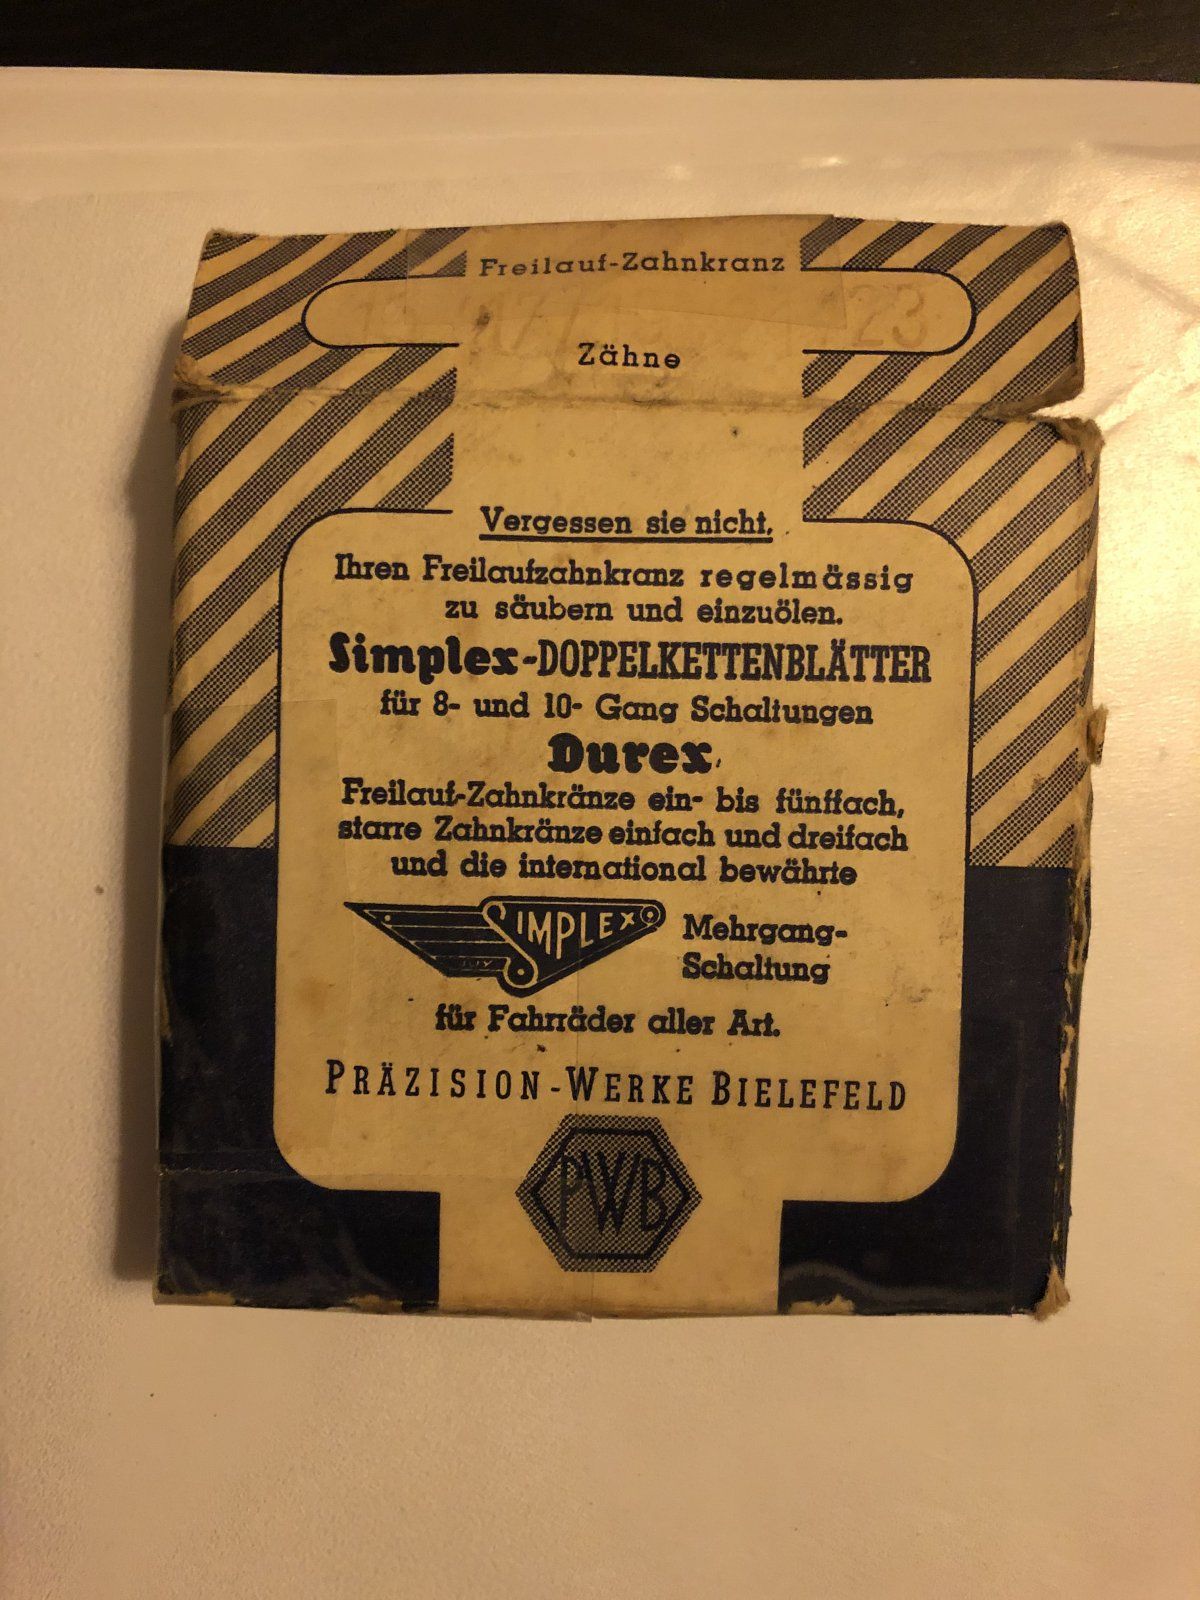 Freilauf-Zahnkranz
23
Zähne
Vergessen sie nicht,
Ihren Freilaufzahnkranz regelmässig
zu säubern und einzuölen.
Simplex-DOPPELKETTENBLÄTTER
für 8- und 10- Gang Schaltungen
Durex,
Freilauf-Zahnkränze ein- bis fünffach,
starre Zahnkränze einfach und dreifach
und die international bewährte
SIMPLEX
Mehrgang-
Schaltung
für Fahrräder aller Art.
PRÄZISION-WERKE BIELEFELD
PWB